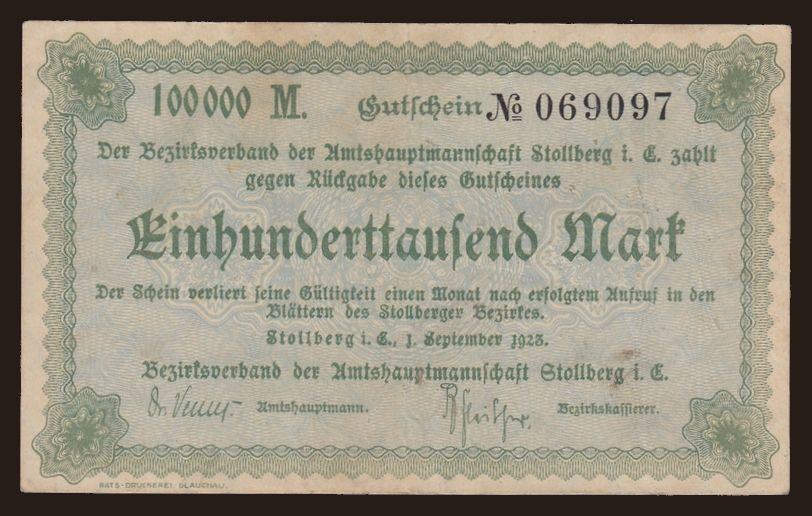 100000 M. Gutschein № 069097
Der Bezirksverband der Amtshauptmannschaft Stollberg i. E. zahlt
gegen Rückgabe dieses Gutscheines
Einhunderttausend Mark
Der Schein verliert seine Gültigkeit einen Monat nach erfolgtem Aufruf in den
Blättern des Stollberger Bezirkes.
Stollberg i. E., 1. September 1923.
Bezirksverband der Amtshauptmannschaft Stollberg i. E.
Amtshauptmann. Bezirkskassierer.
RATS-DRUCKEREI GLAUCHAU.